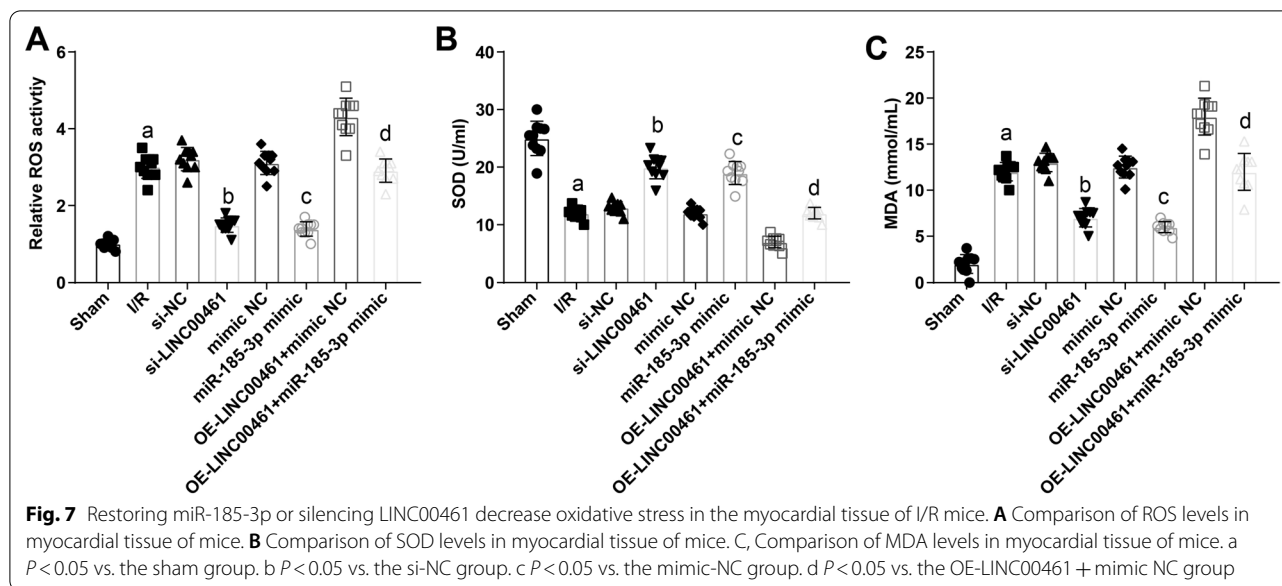 A
Relative ROS activtiy
6
4
2
0
a
b
c
d
Sham
I/R
si-NC
si-LINC00461
mimic NC
miR-185-3p mimic
OE-LINC00461+mimic NC
OE-LINC00461+miR-185-3p mimic
B
SOD (U/ml)
40
30
20
10
0
a
b
c
d
Sham
I/R
si-NC
si-LINC00461
mimic NC
miR-185-3p mimic
OE-LINC00461+mimic NC
OE-LINC00461+miR-185-3p mimic
C
MDA (mmol/mL)
25
20
15
10
5
0
a
b
c
d
Sham
I/R
si-NC
si-LINC00461
mimic NC
miR-185-3p mimic
OE-LINC00461+mimic NC
OE-LINC00461+miR-185-3p mimic
Fig. 7 Restoring miR-185-3p or silencing LINC00461 decrease oxidative stress in the myocardial tissue of I/R mice. A Comparison of ROS levels in
myocardial tissue of mice. B Comparison of SOD levels in myocardial tissue of mice. C, Comparison of MDA levels in myocardial tissue of mice. a
P < 0.05 vs. the sham group. b P < 0.05 vs. the si-NC group. c P < 0.05 vs. the mimic-NC group. d P < 0.05 vs. the OE-LINC00461 + mimic NC group